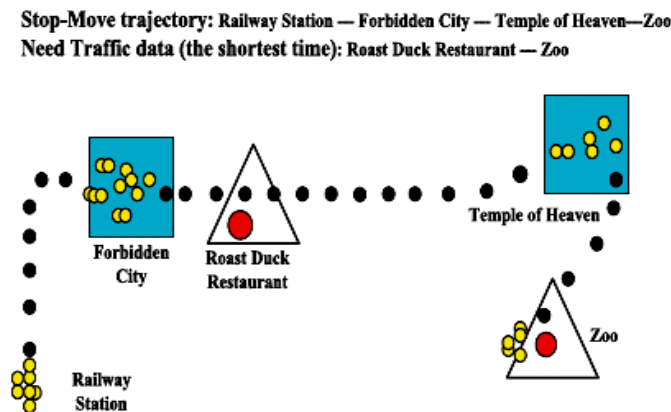 Stop-Move trajectory: Railway Station — Forbidden City — Temple of Heaven—Zoo
Need Traffic data (the shortest time): Roast Duck Restaurant — Zoo
Forbidden
City
Roast Duck
Restaurant
Temple of Heaven
Zoo
Railway
Station